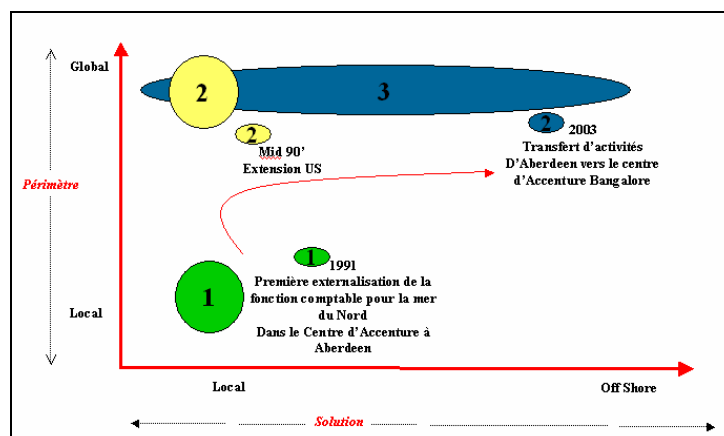 Global
2
3
2
Mid 90'
Extension US
2
2003
Transfert d'activités
D'Aberdeen vers le centre
d'Accenture Bangalore
Périmètre
1
1
1991
Première externalisation de la
fonction comptable pour la mer
du Nord
Dans le Centre d'Accenture à
Aberdeen
Local
Local
Off Shore
Solution